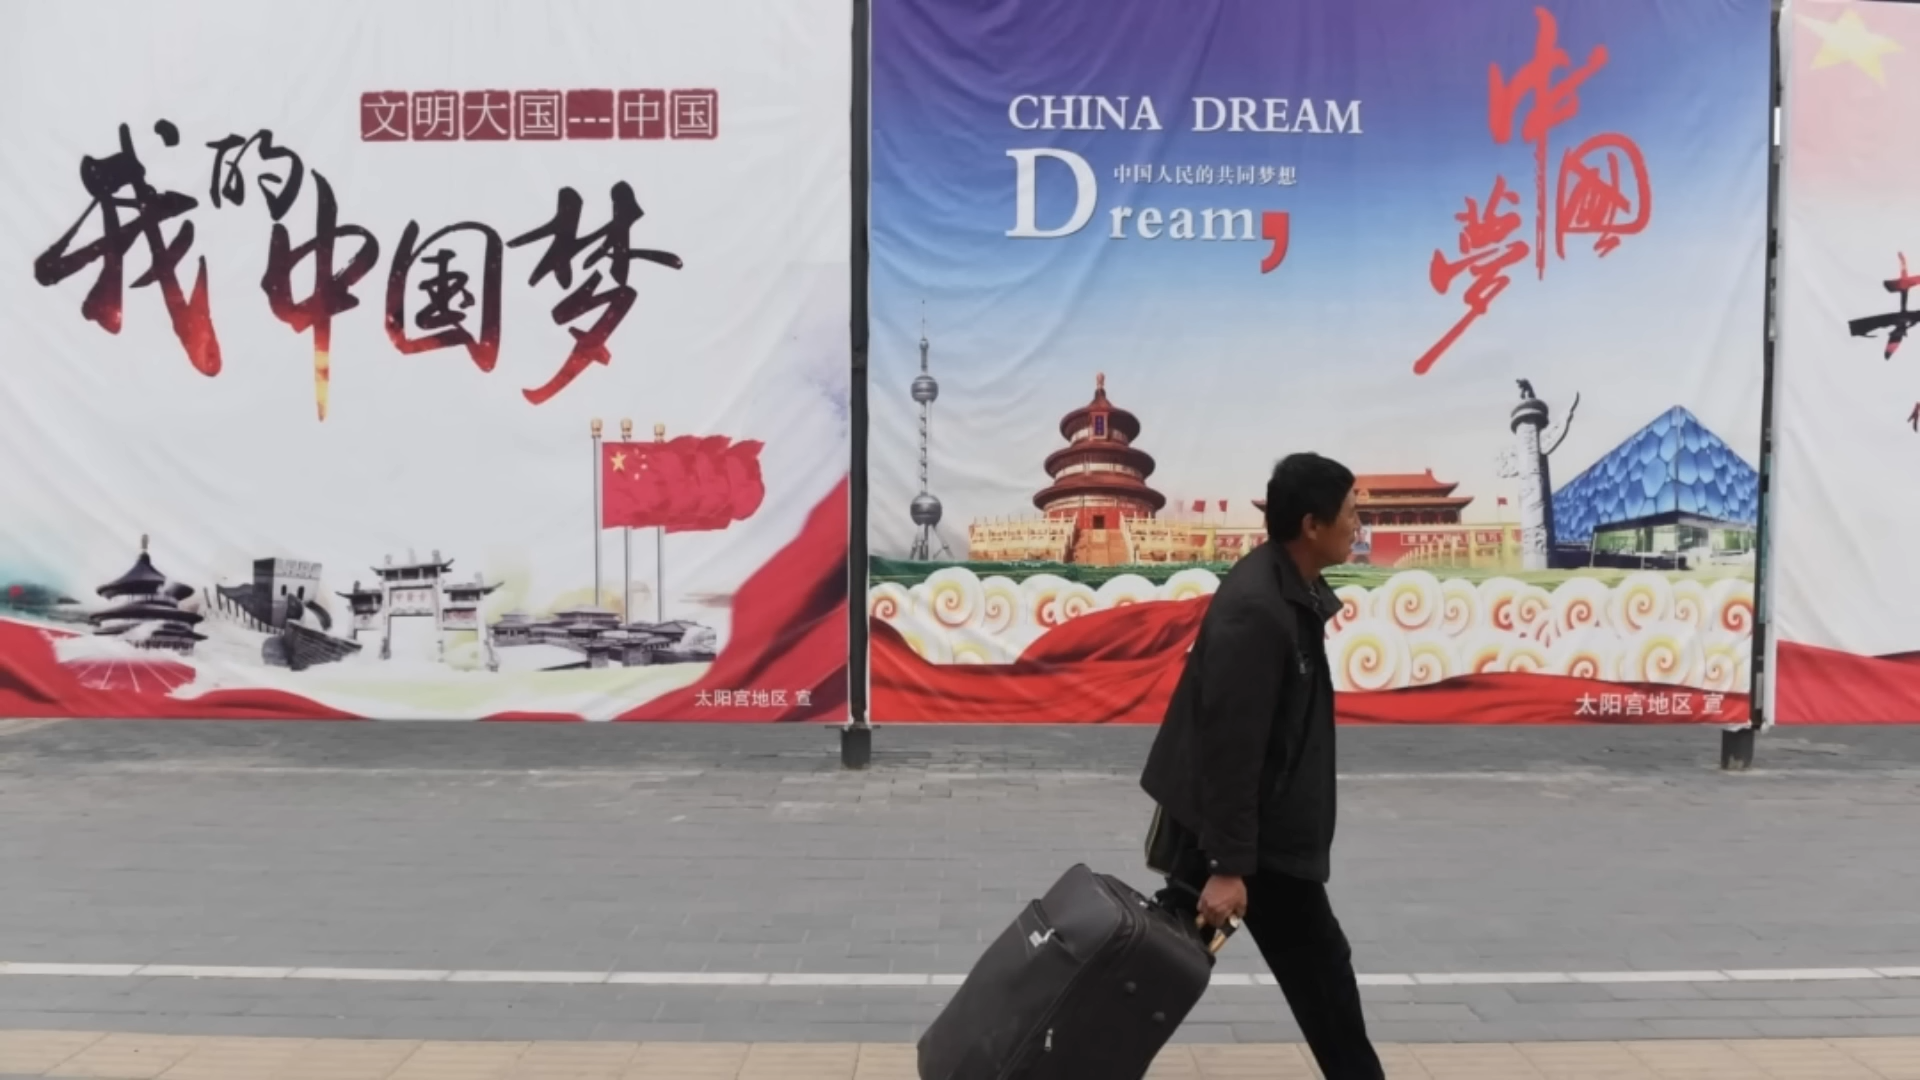 文明大国---中国
我的中国梦
太阳宫地区 宣
CHINA DREAM
中国人民的共同梦想
Dream,
中國夢
太阳宫地区 宣